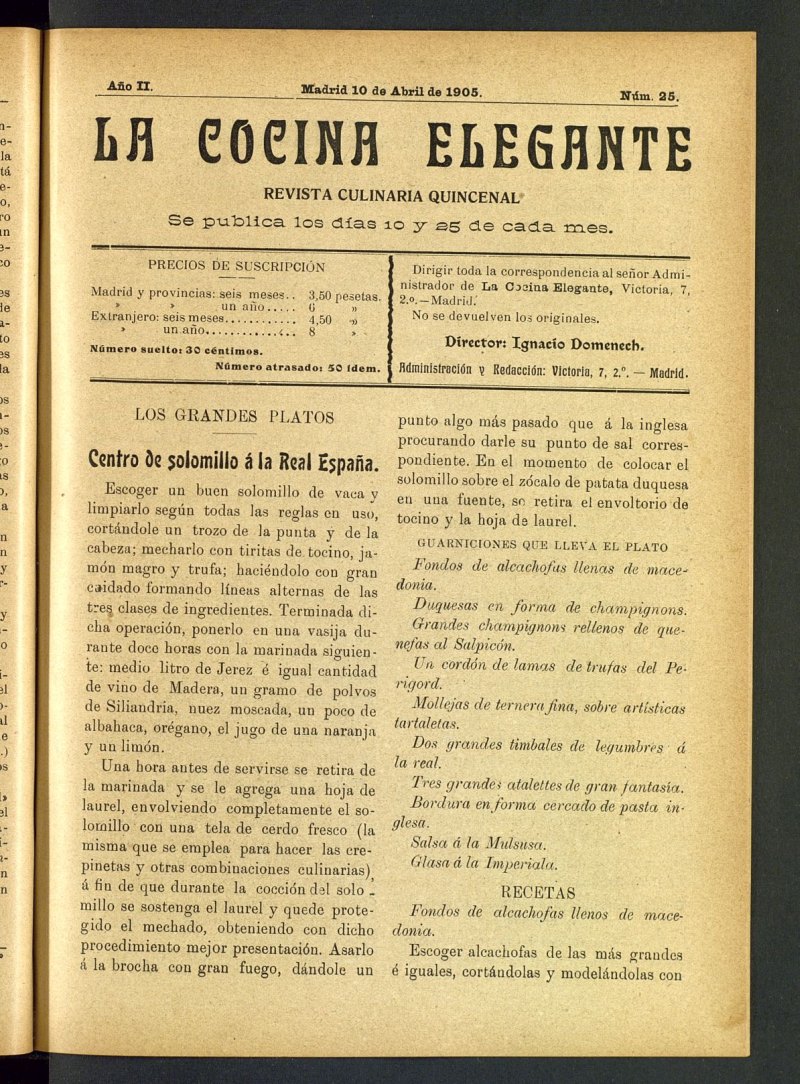 Año II.
Madrid 10 de Abril de 1905.
Núm. 25.
LA COCINA ELEGANTE
REVISTA CULINARIA QUINCENAL
Se publica los días 10 y 25 de cada mes.
PRECIOS DE SUSCRIPCIÓN
Madrid y provincias: seis meses.. 3,50 pesetas.
» » un año..... 6 »
Extranjero: seis meses............ 4,50 »
» un año............... 8 »
Número suelto: 30 céntimos.
Número atrasado: 50 ídem.
Dirigir toda la correspondencia al señor Admi-
nistrador de La Cocina Elegante, Victoria, 7,
2.º.—Madrid.
No se devuelven los originales.
Director: Ignacio Domenech.
Administración y Redacción: Victoria, 7, 2.º. — Madrid.
LOS GRANDES PLATOS
Centro de solomillo á la Real España.
Escoger un buen solomillo de vaca y
limpiarlo según todas las reglas en uso,
cortándole un trozo de la punta y de la
cabeza; mecharlo con tiritas de tocino, ja-
món magro y trufa; haciéndolo con gran
cuidado formando líneas alternas de las
tres clases de ingredientes. Terminada di-
cha operación, ponerlo en una vasija du-
rante doce horas con la marinada siguien-
te: medio litro de Jerez é igual cantidad
de vino de Madera, un gramo de polvos
de Siliandria, nuez moscada, un poco de
albahaca, orégano, el jugo de una naranja
y un limón.
Una hora antes de servirse se retira de
la marinada y se le agrega una hoja de
laurel, envolviendo completamente el so-
lomillo con una tela de cerdo fresco (la
misma que se emplea para hacer las cre-
pinetas y otras combinaciones culinarias),
á fin de que durante la cocción del solo-
millo se sostenga el laurel y quede prote-
gido el mechado, obteniendo con dicho
procedimiento mejor presentación. Asarlo
á la brocha con gran fuego, dándole un
punto algo más pasado que á la inglesa
procurando darle su punto de sal corres-
pondiente. En el momento de colocar el
solomillo sobre el zócalo de patata duquesa
en una fuente, se retira el envoltorio de
tocino y la hoja de laurel.
GUARNICIONES QUE LLEVA EL PLATO
Fondos de alcachofas llenas de mace-
donia.
Duquesas en forma de champignons.
Grandes champignons rellenos de que-
nefas al Salpicón.
Un cordón de lamas de trufas del Pe-
rigord.
Mollejas de ternera fina, sobre artísticas
tartaletas.
Dos grandes timbales de legumbres á
la real.
Tres grandes atalettes de gran fantasía.
Bordura en forma cercado de pasta in-
glesa.
Salsa á la Mulsusa.
Glasa á la Imperiala.
RECETAS
Fondos de alcachofas llenos de mace-
donia.
Escoger alcachofas de las más grandes
é iguales, cortándolas y modelándolas con